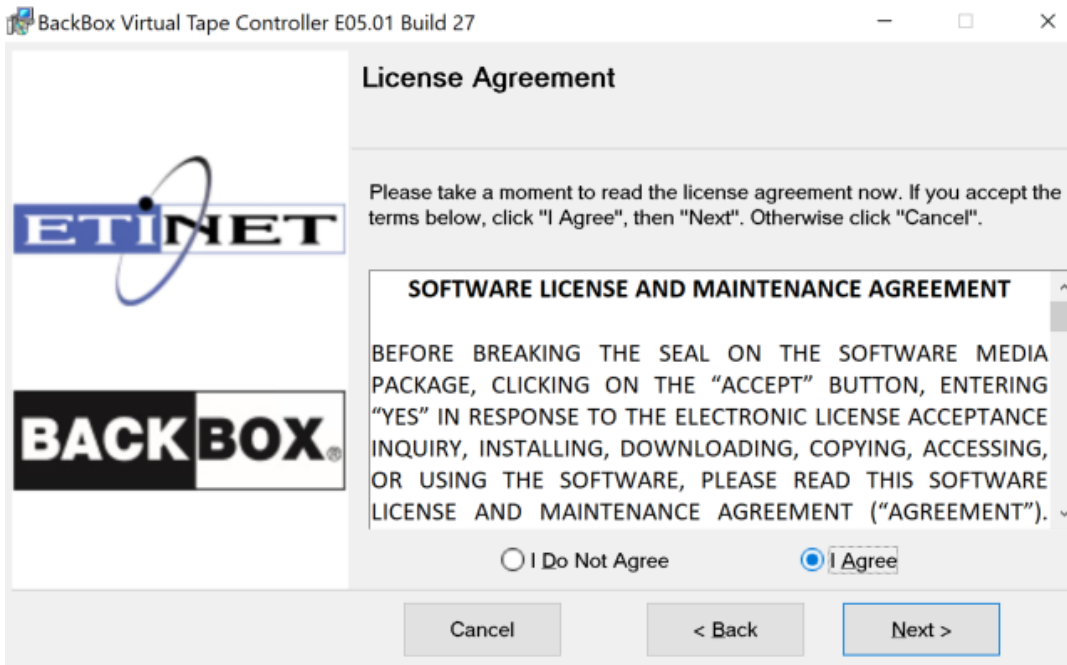 BackBox Virtual Tape Controller E05.01 Build 27
License Agreement
ETINET
BACKBOX®
Please take a moment to read the license agreement now. If you accept the
terms below, click "I Agree", then "Next". Otherwise click "Cancel".
SOFTWARE LICENSE AND MAINTENANCE AGREEMENT
BEFORE BREAKING THE SEAL ON THE SOFTWARE MEDIA
PACKAGE, CLICKING ON THE “ACCEPT” BUTTON, ENTERING
“YES” IN RESPONSE TO THE ELECTRONIC LICENSE ACCEPTANCE
INQUIRY, INSTALLING, DOWNLOADING, COPYING, ACCESSING,
OR USING THE SOFTWARE, PLEASE READ THIS SOFTWARE
LICENSE AND MAINTENANCE AGREEMENT (“AGREEMENT”).
I Do Not Agree
I Agree
Cancel
< Back
Next >